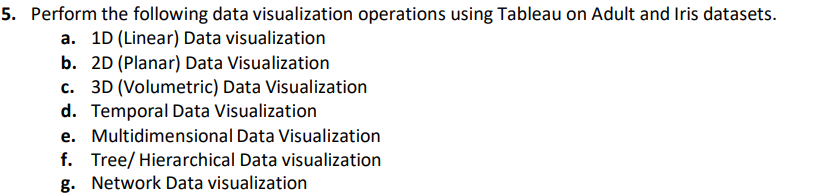 5. Perform the following data visualization operations using Tableau on Adult and Iris datasets.
a. 1D (Linear) Data visualization
b. 2D (Planar) Data Visualization
c. 3D (Volumetric) Data Visualization
d. Temporal Data Visualization
e. Multidimensional Data Visualization
f. Tree/ Hierarchical Data visualization
g. Network Data visualization